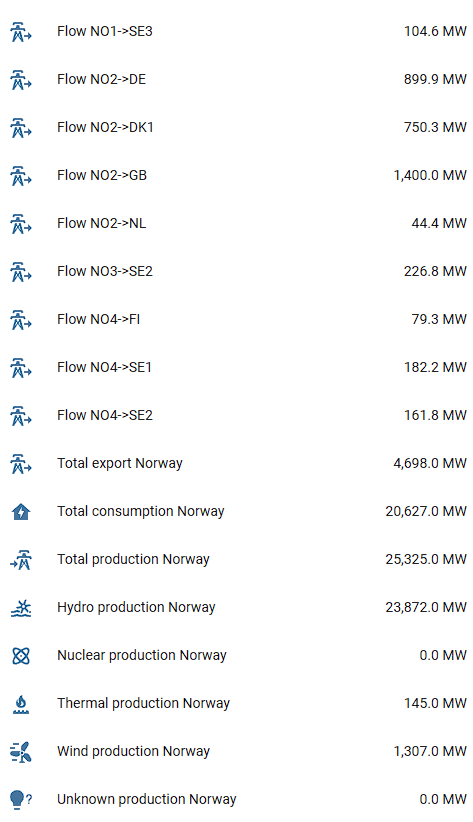 Flow NO1->SE3 104.6 MW
Flow NO2->DE 899.9 MW
Flow NO2->DK1 750.3 MW
Flow NO2->GB 1,400.0 MW
Flow NO2->NL 44.4 MW
Flow NO3->SE2 226.8 MW
Flow NO4->FI 79.3 MW
Flow NO4->SE1 182.2 MW
Flow NO4->SE2 161.8 MW
Total export Norway 4,698.0 MW
Total consumption Norway 20,627.0 MW
Total production Norway 25,325.0 MW
Hydro production Norway 23,872.0 MW
Nuclear production Norway 0.0 MW
Thermal production Norway 145.0 MW
Wind production Norway 1,307.0 MW
? Unknown production Norway 0.0 MW